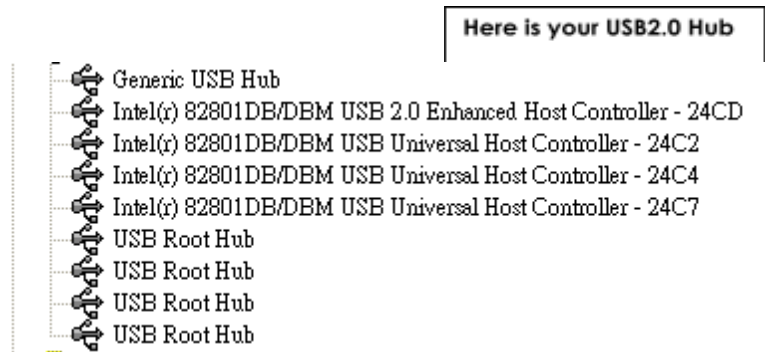 Here is your USB2.0 Hub
Generic USB Hub
Intel(r) 82801DB/DBM USB 2.0 Enhanced Host Controller - 24CD
Intel(r) 82801DB/DBM USB Universal Host Controller - 24C2
Intel(r) 82801DB/DBM USB Universal Host Controller - 24C4
Intel(r) 82801DB/DBM USB Universal Host Controller - 24C7
USB Root Hub
USB Root Hub
USB Root Hub
USB Root Hub